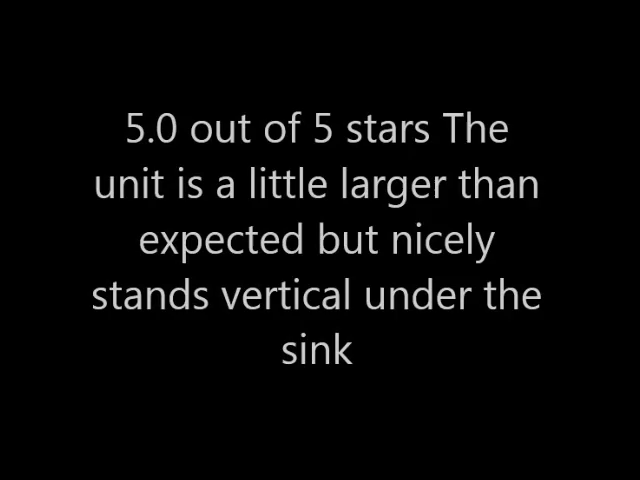 5.0 out of 5 stars The
unit is a little larger than
expected but nicely
stands vertical under the
sink